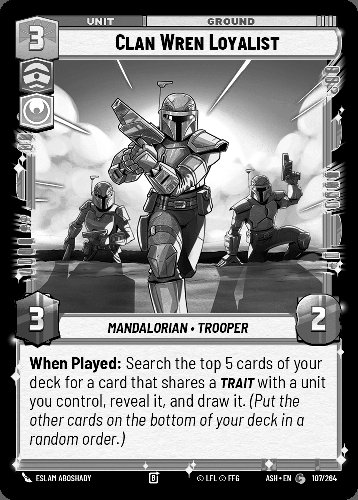 UNIT
GROUND
3
CLAN WREN LOYALIST
3
2
MANDALORIAN • TROOPER
When Played: Search the top 5 cards of your
deck for a card that shares a TRAIT with a unit
you control, reveal it, and draw it. (Put the
other cards on the bottom of your deck in a
random order.)
ESLAM ABOSHADY
© LFL © FFG
ASH • EN
107/264